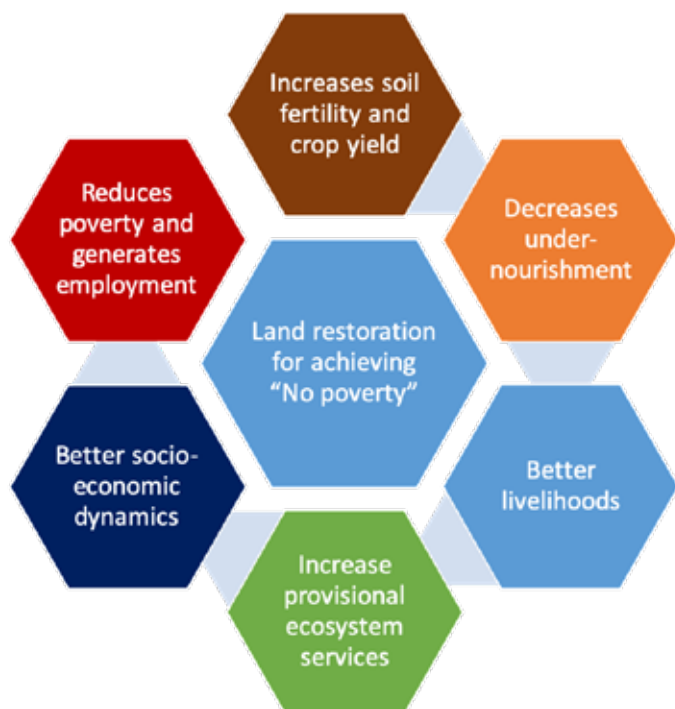 Increases soil
fertility and
crop yield
Decreases
under-
nourishment
Better
livelihoods
Increase
provisional
ecosystem
services
Better socio-
economic
dynamics
Reduces
poverty and
generates
employment
Land restoration
for achieving
“No poverty”